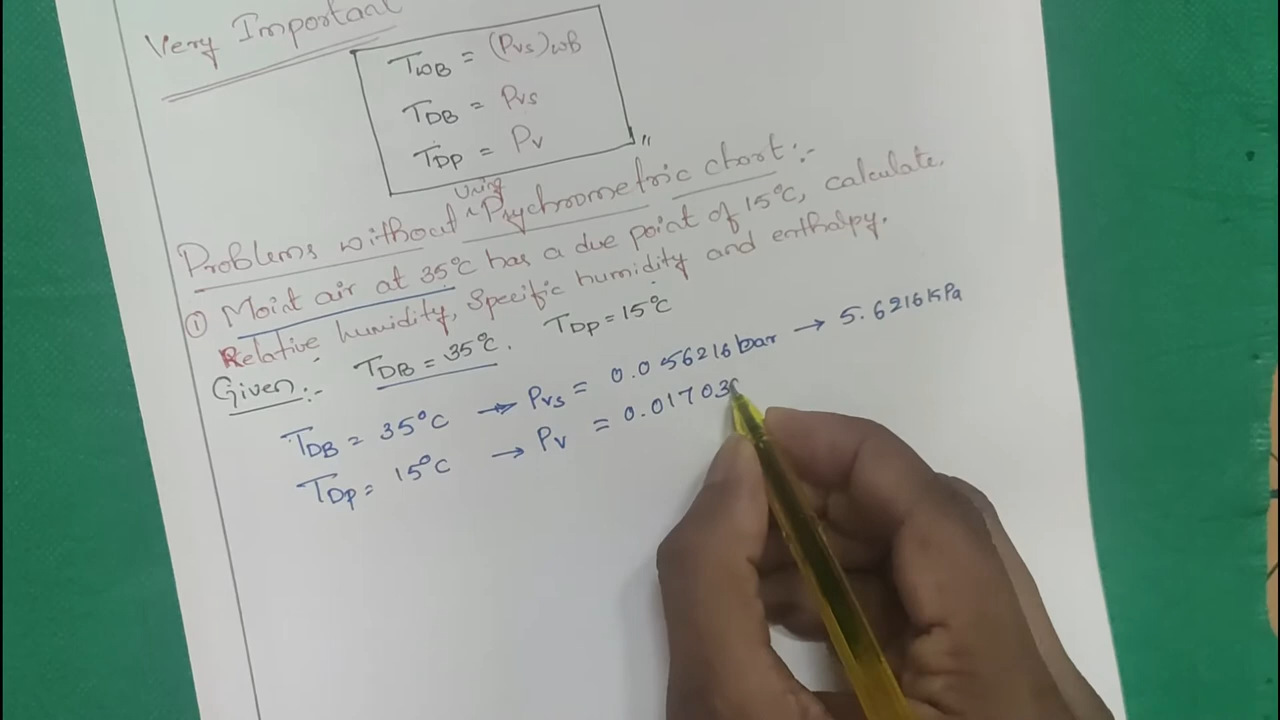 Very Important
TWB = (Pvs)WB
TDB = Pvs
TDP = Pv
Using
Problems without ^ Psychrometric chart:-
① Moist air at 35°C has a due point of 15°C, calculate.
Relative humidity, Specific humidity and enthalpy.
Given:- TDB = 35°C. TDP = 15°C
TDB = 35°C → Pvs = 0.056216 bar → 5.6216 KPa
TDP = 15°C → Pv = 0.01703